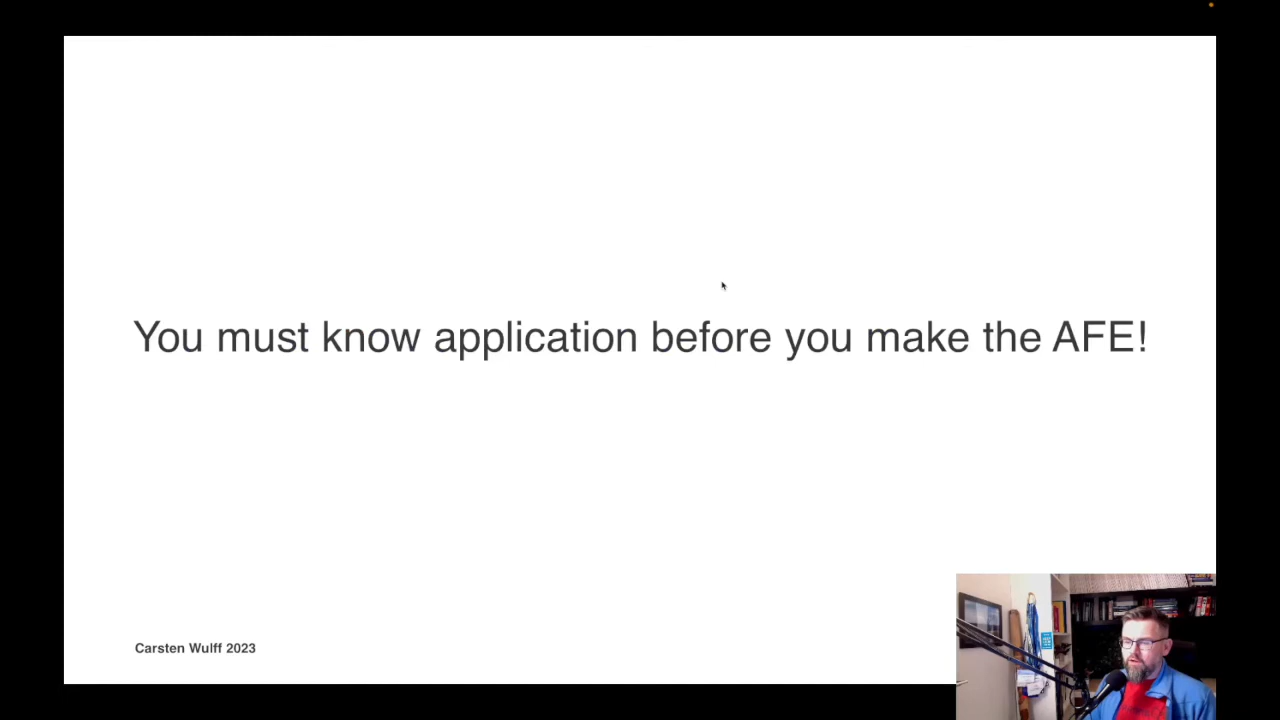 You must know application before you make the AFE!
Carsten Wulff 2023